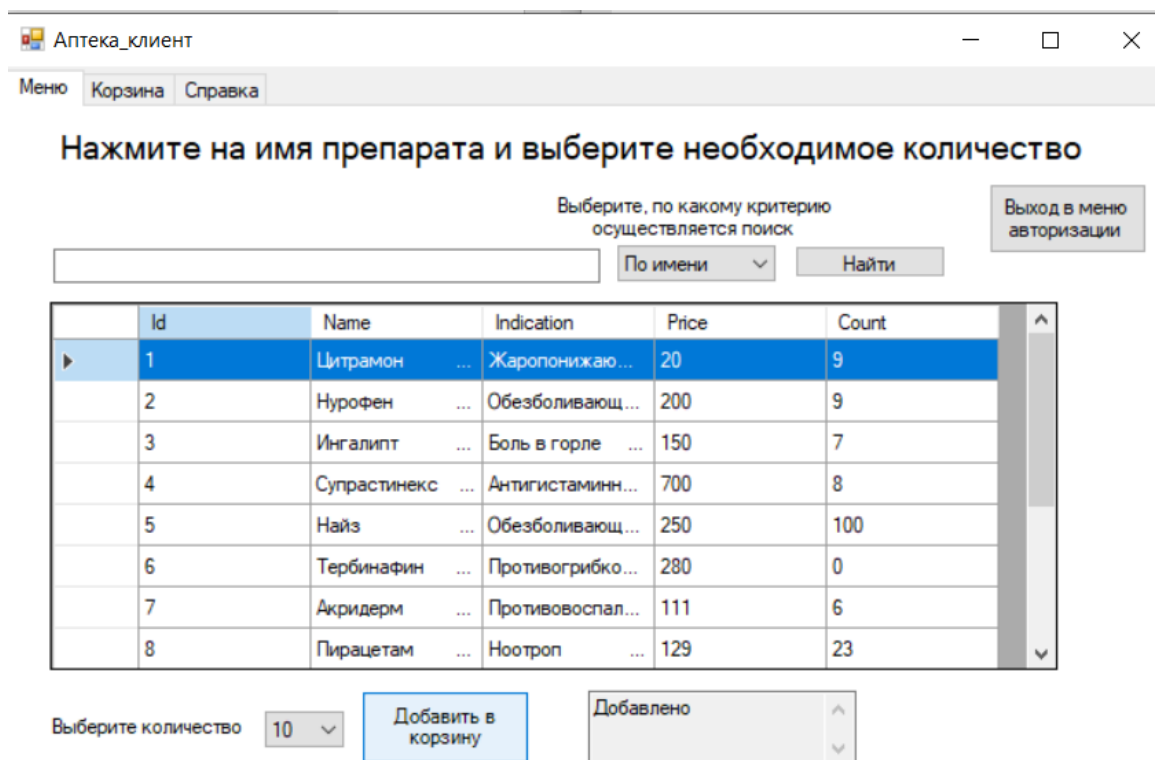 Аптека_клиент
Меню Корзина Справка
Нажмите на имя препарата и выберите необходимое количество
Выберите, по какому критерию
осуществляется поиск
Выход в меню
авторизации
По имени Найти
Id Name Indication Price Count
1 Цитрамон ... Жаропонижаю... 20 9
2 Нурофен ... Обезболивающ... 200 9
3 Ингалипт ... Боль в горле ... 150 7
4 Супрастинекс ... Антигистаминн... 700 8
5 Найз ... Обезболивающ... 250 100
6 Тербинафин ... Противогрибко... 280 0
7 Акридерм ... Противовоспал... 111 6
8 Пирацетам ... Ноотроп ... 129 23
Выберите количество 10
Добавить в
корзину
Добавлено